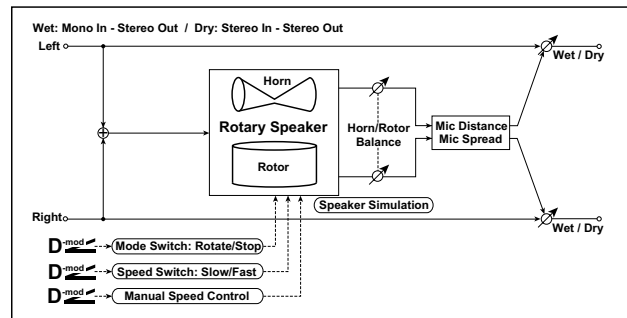 Wet: Mono In - Stereo Out / Dry: Stereo In - Stereo Out
Left
Wet / Dry
Horn
Rotary Speaker
Rotor
Horn/Rotor
Balance
Mic Distance
Mic Spread
Speaker Simulation
Right
Wet / Dry
D-mod
Mode Switch: Rotate/Stop
D-mod
Speed Switch: Slow/Fast
D-mod
Manual Speed Control